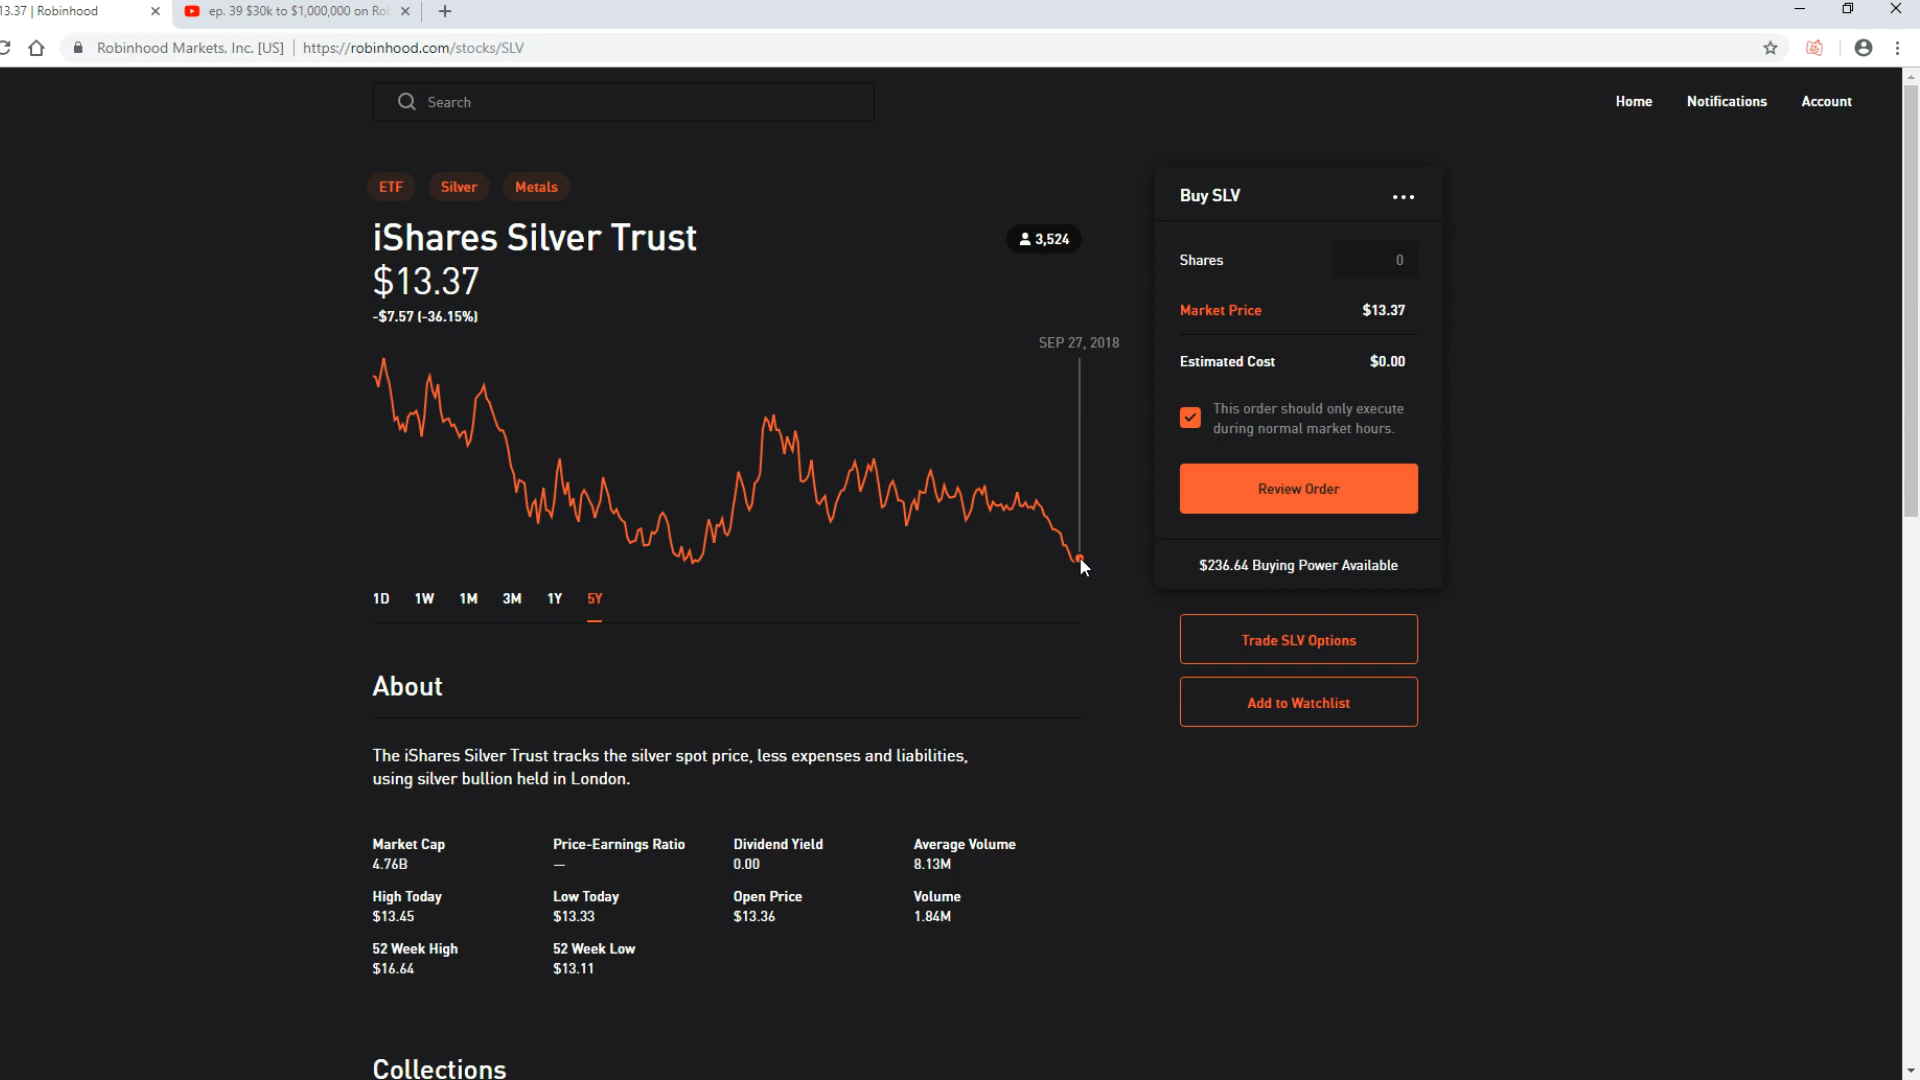 13.37 | Robinhood
ep. 39 $30k to $1,000,000 on Ro
Robinhood Markets, Inc. [US] | https://robinhood.com/stocks/SLV
Search
Home Notifications Account
ETF Silver Metals
iShares Silver Trust
3,524
$13.37
-$7.57 (-36.15%)
SEP 27, 2018
1D 1W 1M 3M 1Y 5Y
Buy SLV
Shares 0
Market Price $13.37
Estimated Cost $0.00
This order should only execute
during normal market hours.
Review Order
$236.64 Buying Power Available
Trade SLV Options
Add to Watchlist
About
The iShares Silver Trust tracks the silver spot price, less expenses and liabilities,
using silver bullion held in London.
Market Cap Price-Earnings Ratio Dividend Yield Average Volume
4.76B — 0.00 8.13M
High Today Low Today Open Price Volume
$13.45 $13.33 $13.36 1.84M
52 Week High 52 Week Low
$16.64 $13.11
Collections